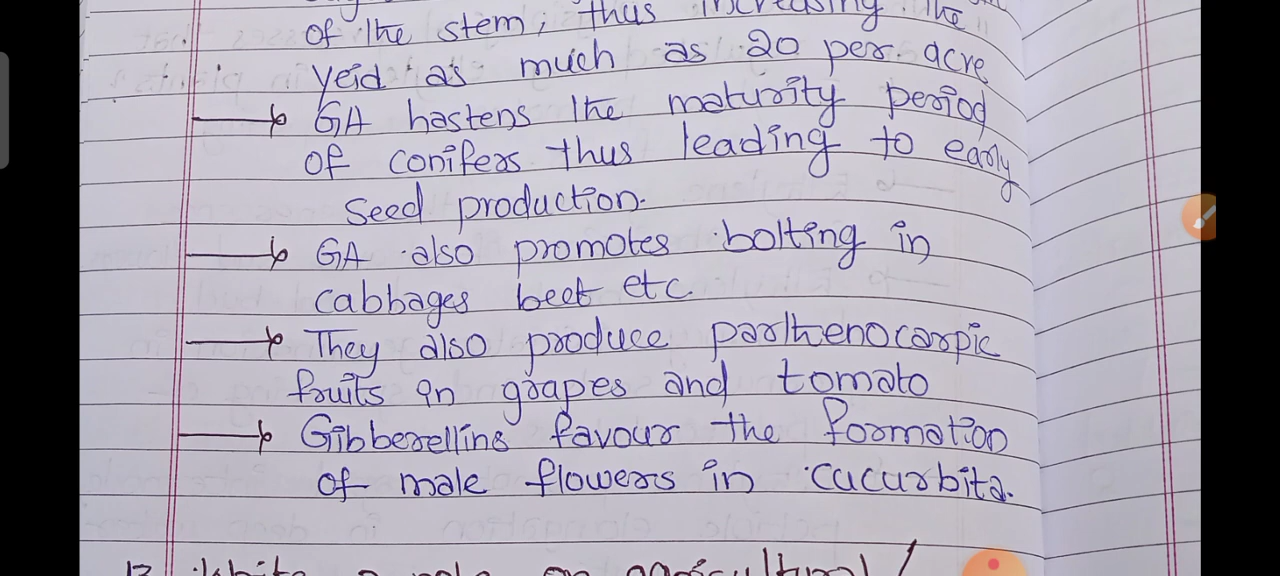 of the stem; thus increasing the
yeid as much as 20 per acre
GA hastens the maturity period
of conifers thus leading to early
seed production.
GA also promotes bolting in
cabbages beet etc.
They also produce parthenocarpic
fruits in grapes and tomato
Gibberellins favour the formation
of male flowers in cucurbita.